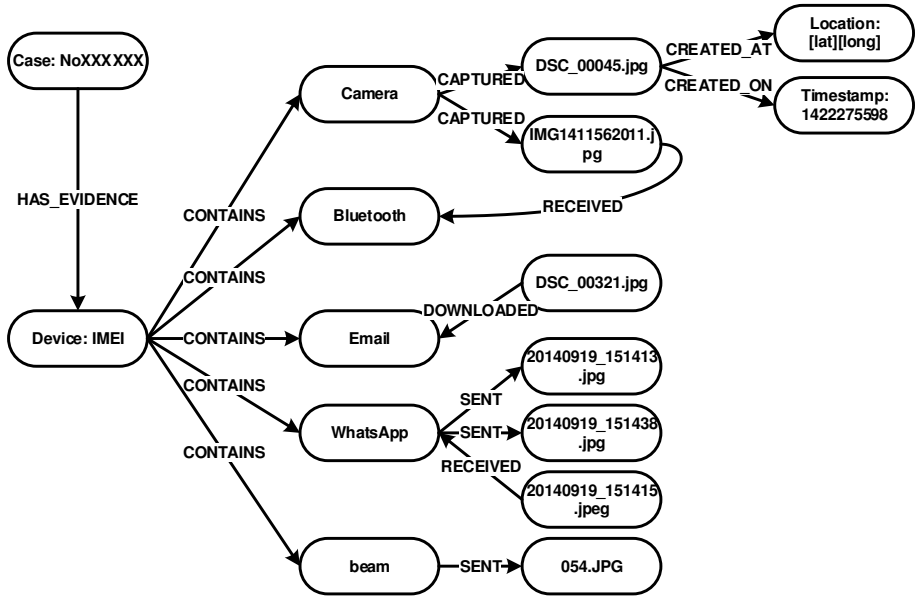 Case: NoXXXXXX
HAS_EVIDENCE
Device: IMEI
CONTAINS
CONTAINS
CONTAINS
CONTAINS
CONTAINS
Camera
Bluetooth
Email
WhatsApp
beam
CAPTURED
CAPTURED
RECEIVED
DOWNLOADED
SENT
SENT
RECEIVED
SENT
DSC_00045.jpg
IMG1411562011.j
pg
DSC_00321.jpg
20140919_151413
.jpg
20140919_151438
.jpg
20140919_151415
.jpeg
054.JPG
CREATED_AT
CREATED_ON
Location:
[lat][long]
Timestamp:
1422275598